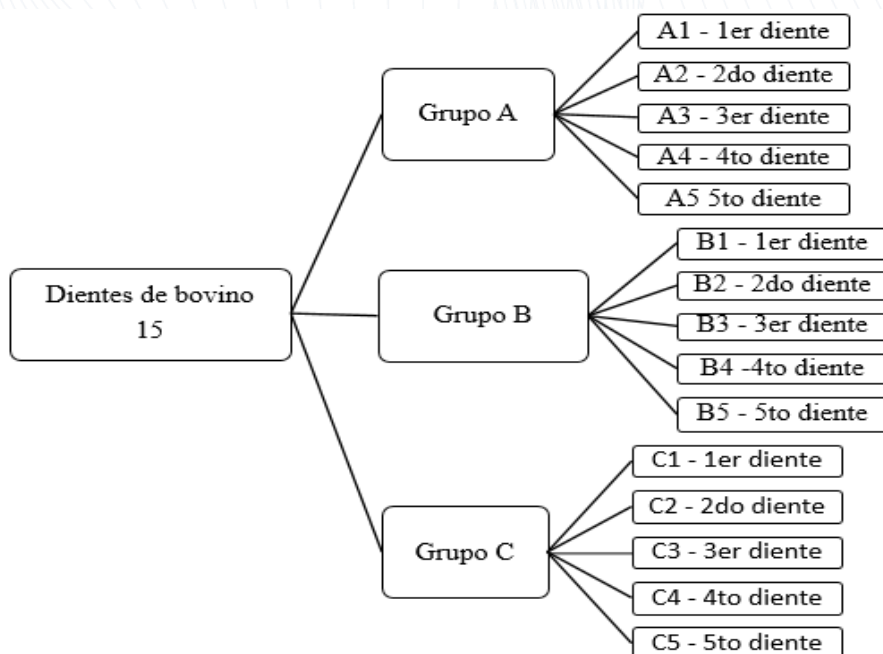 Dientes de bovino
15
Grupo A
A1 - 1er diente
A2 - 2do diente
A3 - 3er diente
A4 - 4to diente
A5 5to diente
Grupo B
B1 - 1er diente
B2 - 2do diente
B3 - 3er diente
B4 -4to diente
B5 - 5to diente
Grupo C
C1 - 1er diente
C2 - 2do diente
C3 - 3er diente
C4 - 4to diente
C5 - 5to diente